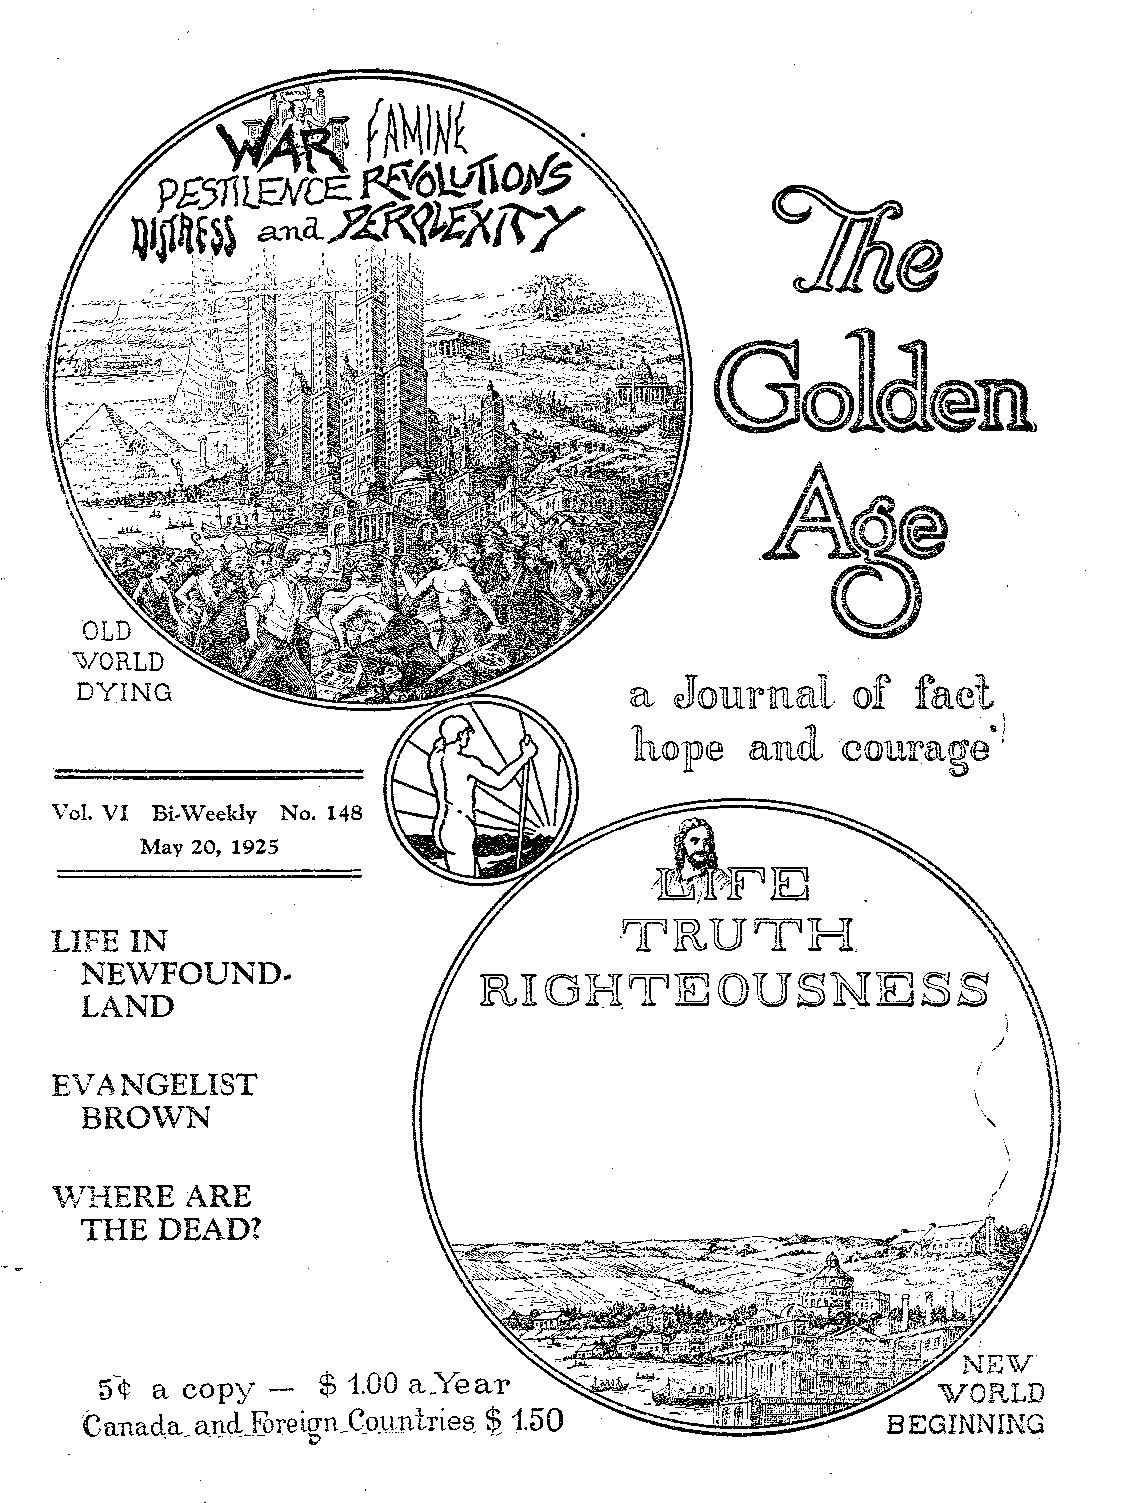 WAR FAMINE
PESTILENCE REVOLUTIONS
DISTRESS and PERPLEXITY
The
Golden
Age
OLD
WORLD
DYING
a Journal of fact
hope and courage
Vol. VI Bi-Weekly No. 148
May 20, 1925
LIFE IN
NEWFOUND-
LAND
EVANGELIST
BROWN
WHERE ARE
THE DEAD?
LIFE
TRUTH
RIGHTEOUSNESS
5¢ a copy — $ 1.00 a Year
Canada and Foreign Countries $ 1.50
NEW
WORLD
BEGINNING